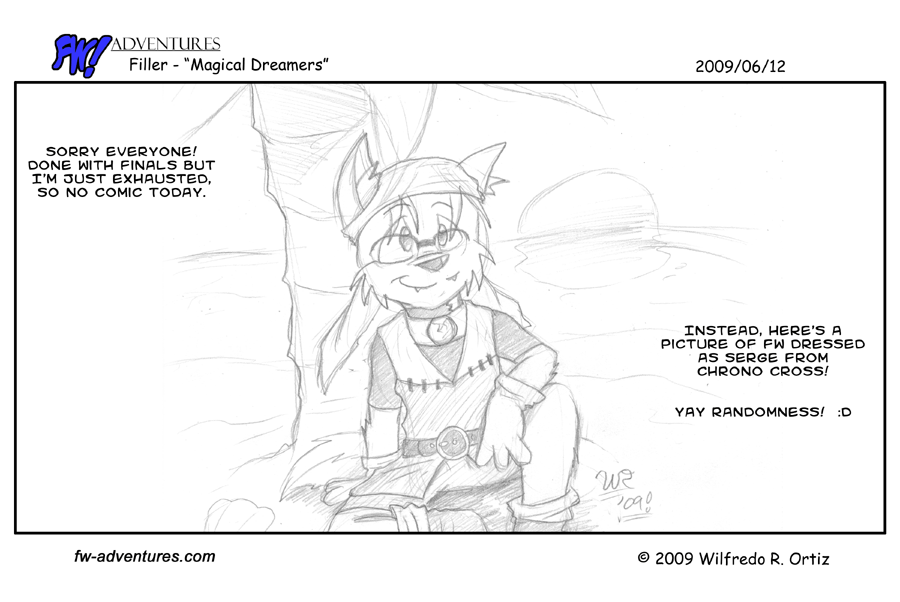 FW! ADVENTURES
Filler - “Magical Dreamers”
2009/06/12
SORRY EVERYONE!
DONE WITH FINALS BUT
I'M JUST EXHAUSTED,
SO NO COMIC TODAY.
INSTEAD, HERE'S A
PICTURE OF FW DRESSED
AS SERGE FROM
CHRONO CROSS!
YAY RANDOMNESS! :D
'09!
fw-adventures.com
© 2009 Wilfredo R. Ortiz